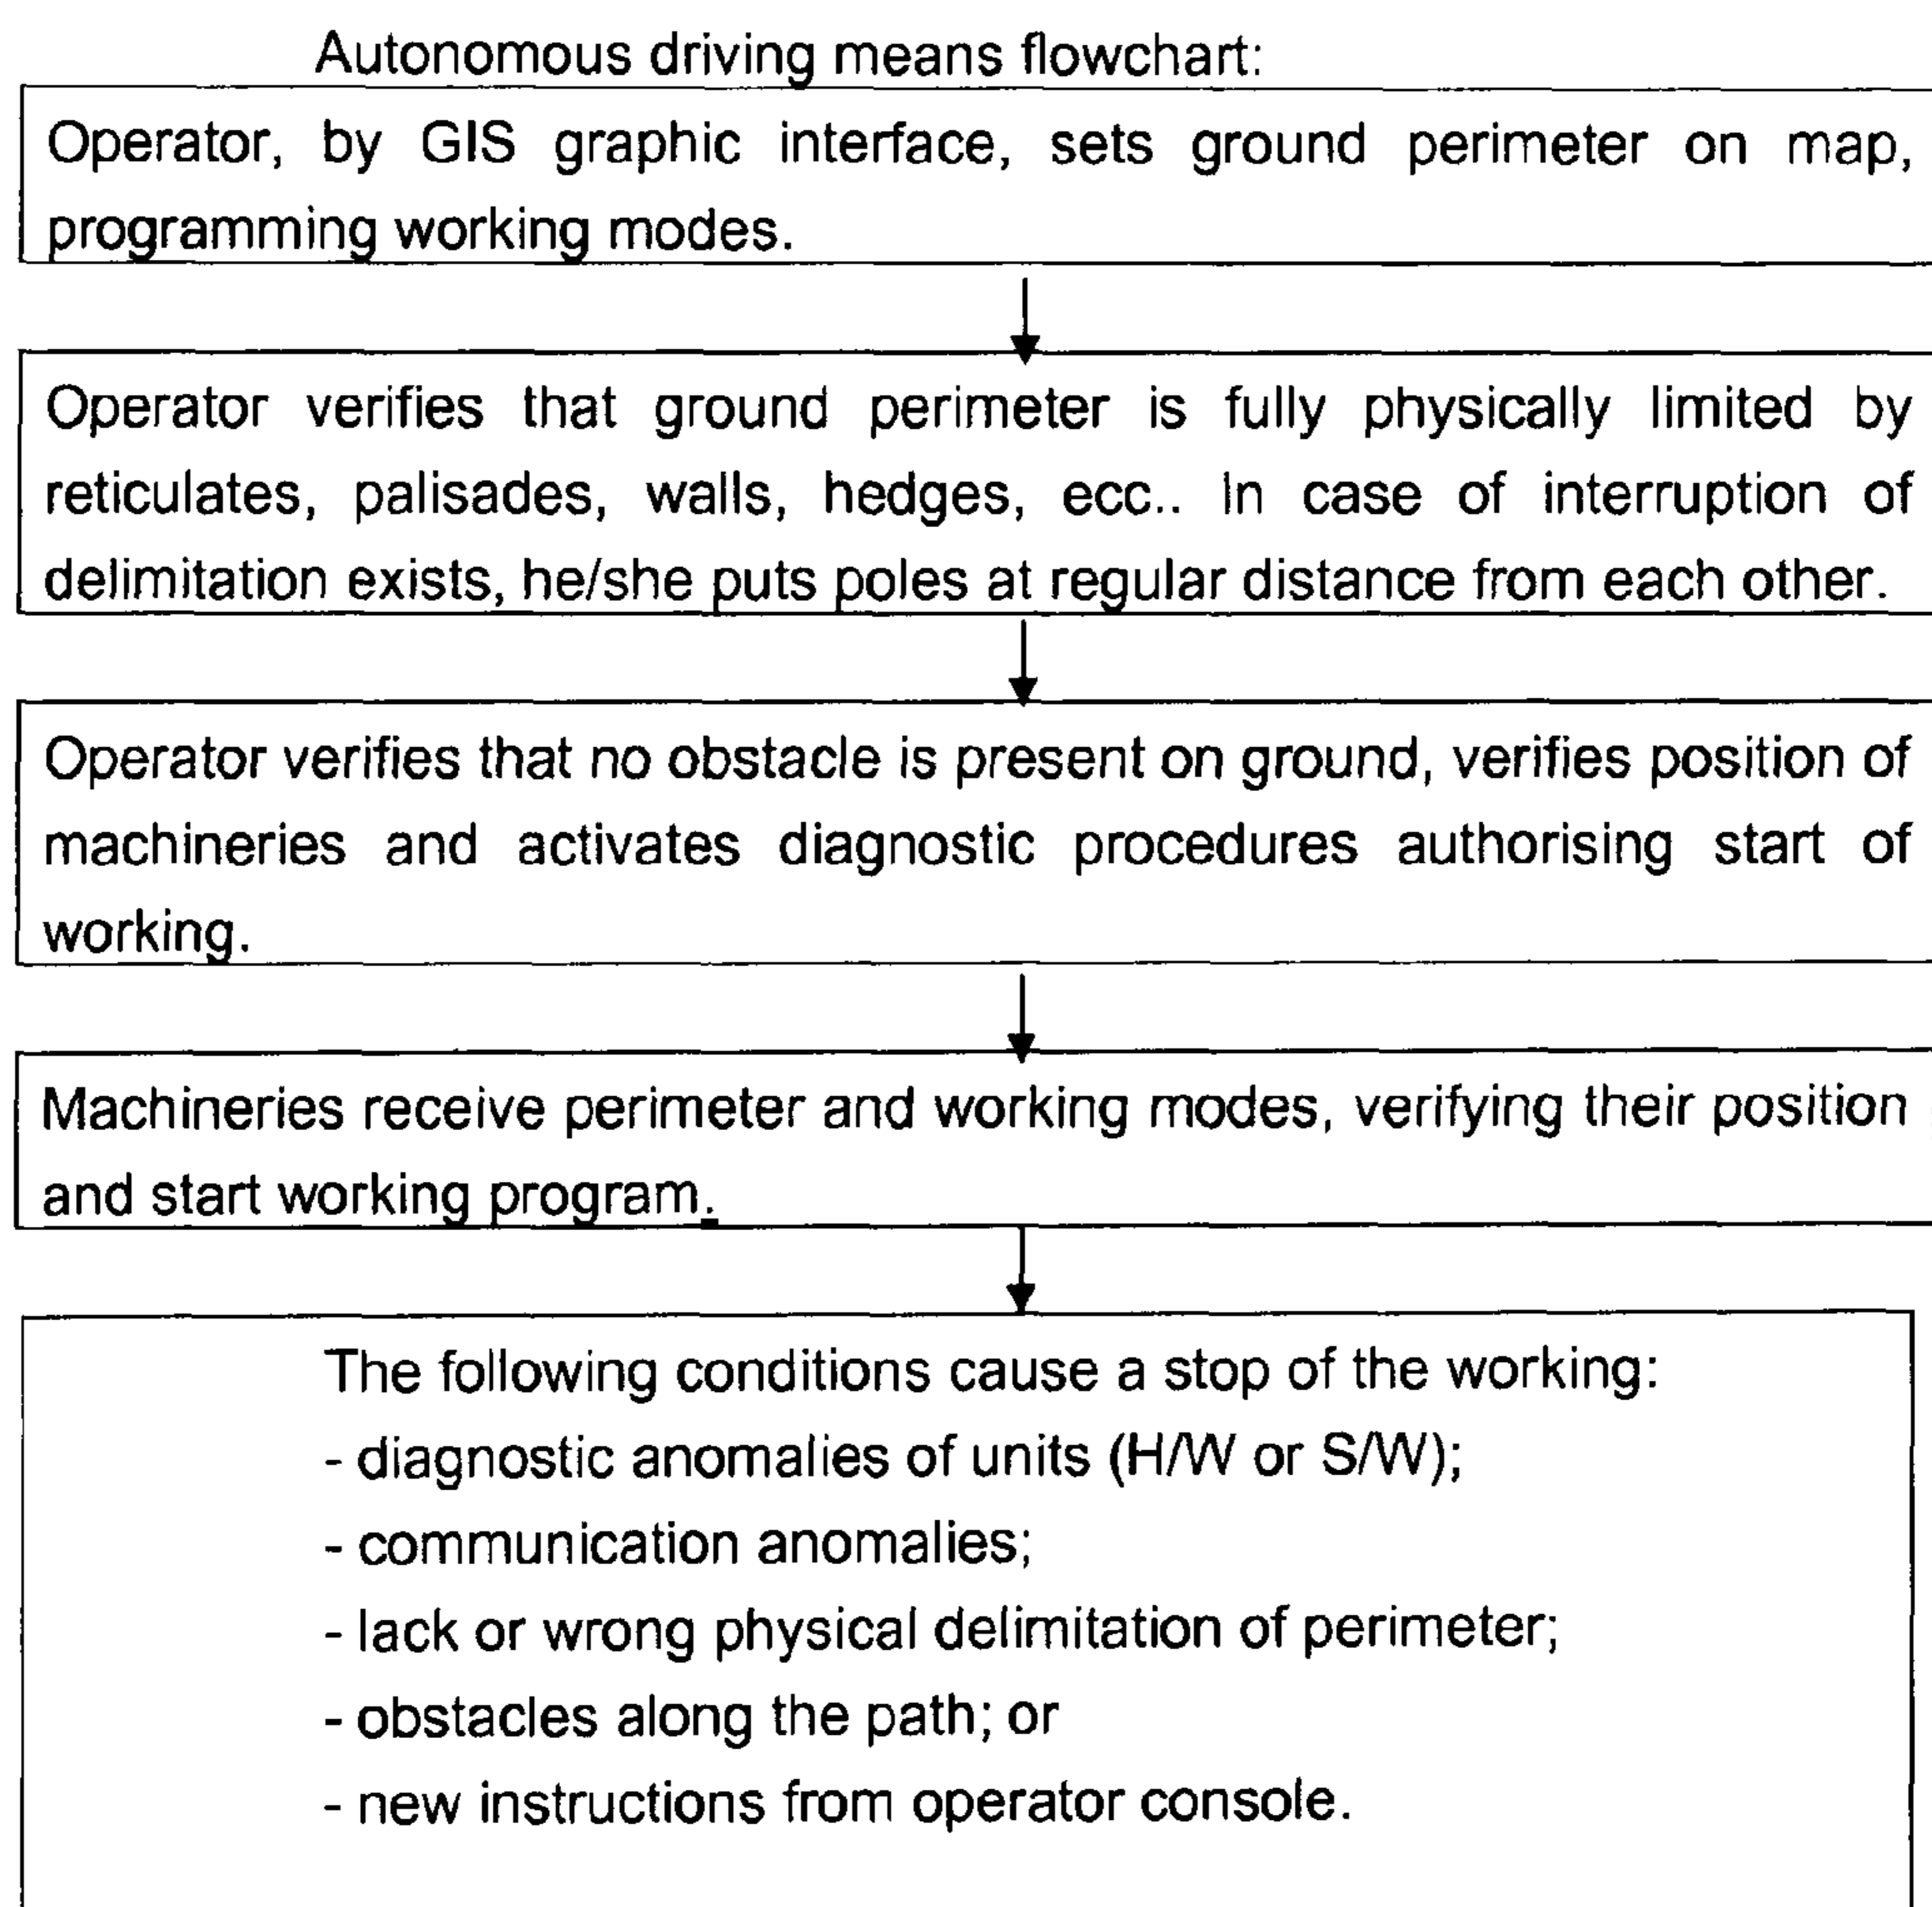 Autonomous driving means flowchart:
Operator, by GIS graphic interface, sets ground perimeter on map,
programming working modes.
Operator verifies that ground perimeter is fully physically limited by
reticulates, palisades, walls, hedges, ecc.. In case of interruption of
delimitation exists, he/she puts poles at regular distance from each other.
Operator verifies that no obstacle is present on ground, verifies position of
machineries and activates diagnostic procedures authorising start of
working.
Machineries receive perimeter and working modes, verifying their position
and start working program.
The following conditions cause a stop of the working:
- diagnostic anomalies of units (H/W or S/W);
- communication anomalies;
- lack or wrong physical delimitation of perimeter;
- obstacles along the path; or
- new instructions from operator console.